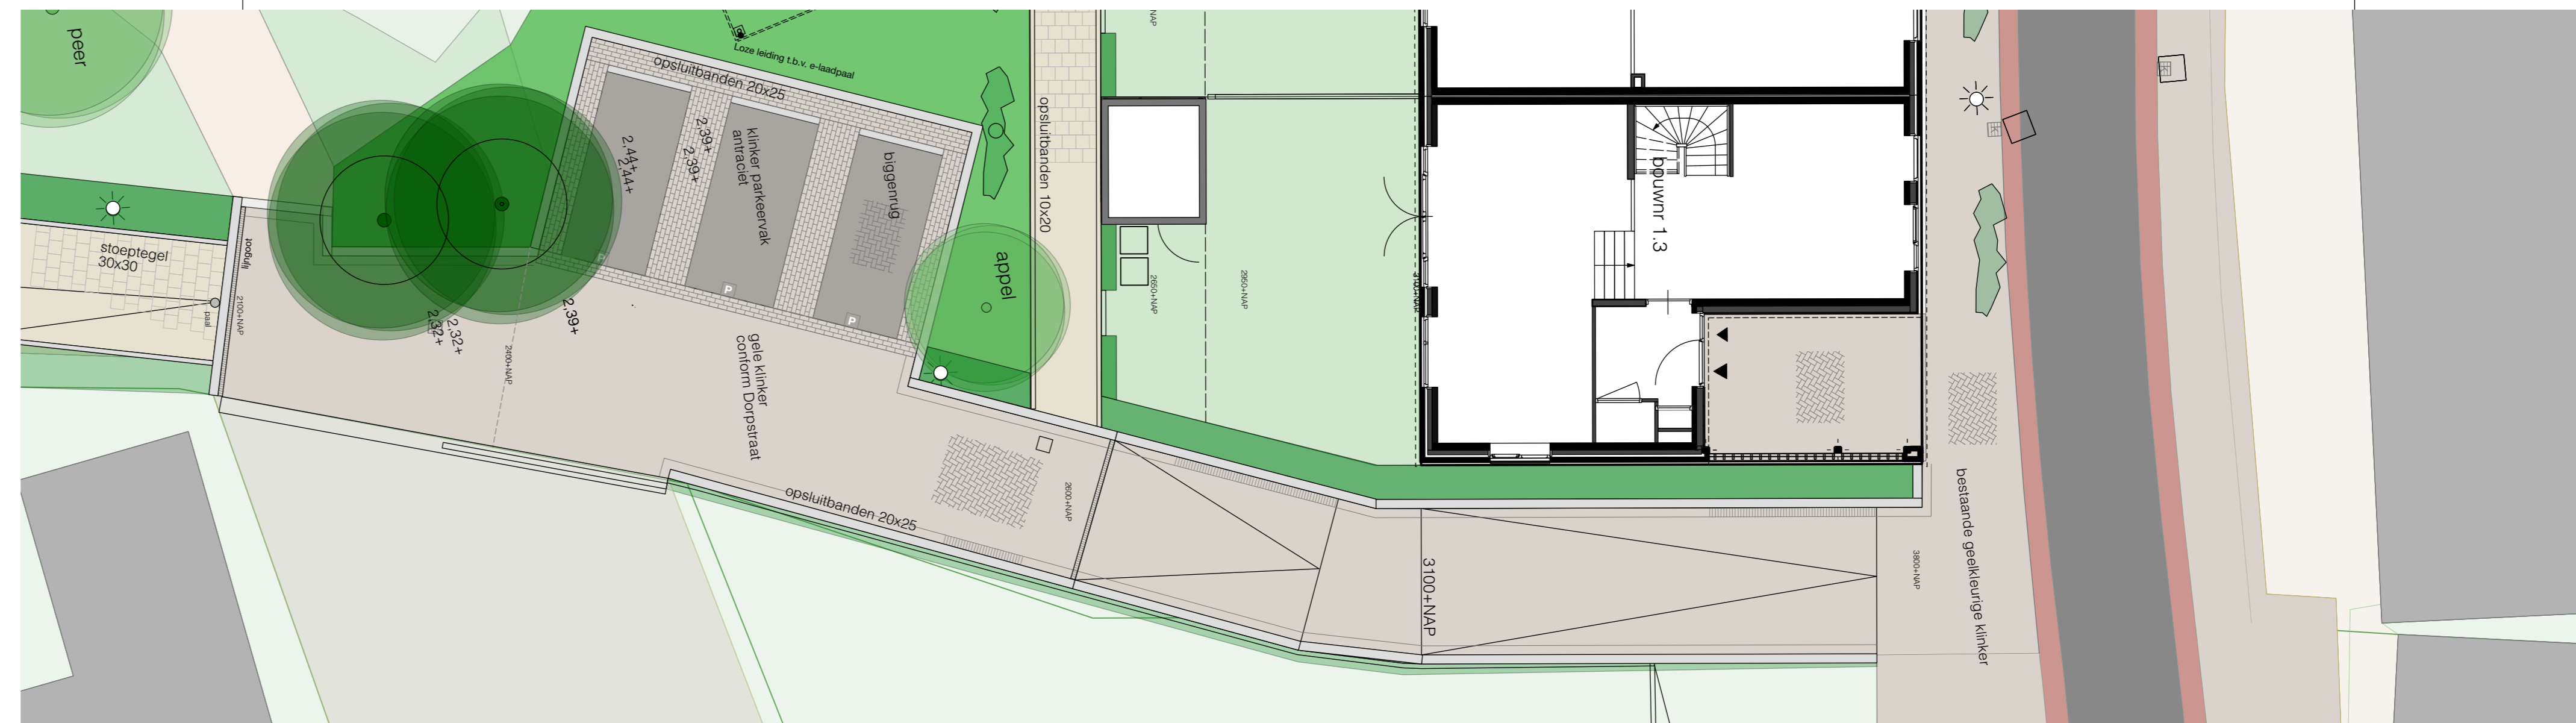 peer
Loze leiding t.b.v. e-laadpaal
opsluitbanden 20x25
2,44+
2,44+
2,39+
2,39+
klinker parkeervak
antraciet
biggenrug
opsluitbanden 10x20
appel
stoeptegel
30x30
lijngoot
paal
2100+NAP
2,32+
2,32+
2400+NAP
2,39+
P
P
gele klinker
conform Dorpstraat
opsluitbanden 20x25
2600+NAP
2650+NAP
2950+NAP
bouwnr 1.3
3100+NAP
3800+NAP
bestaande geelkleurige klinker